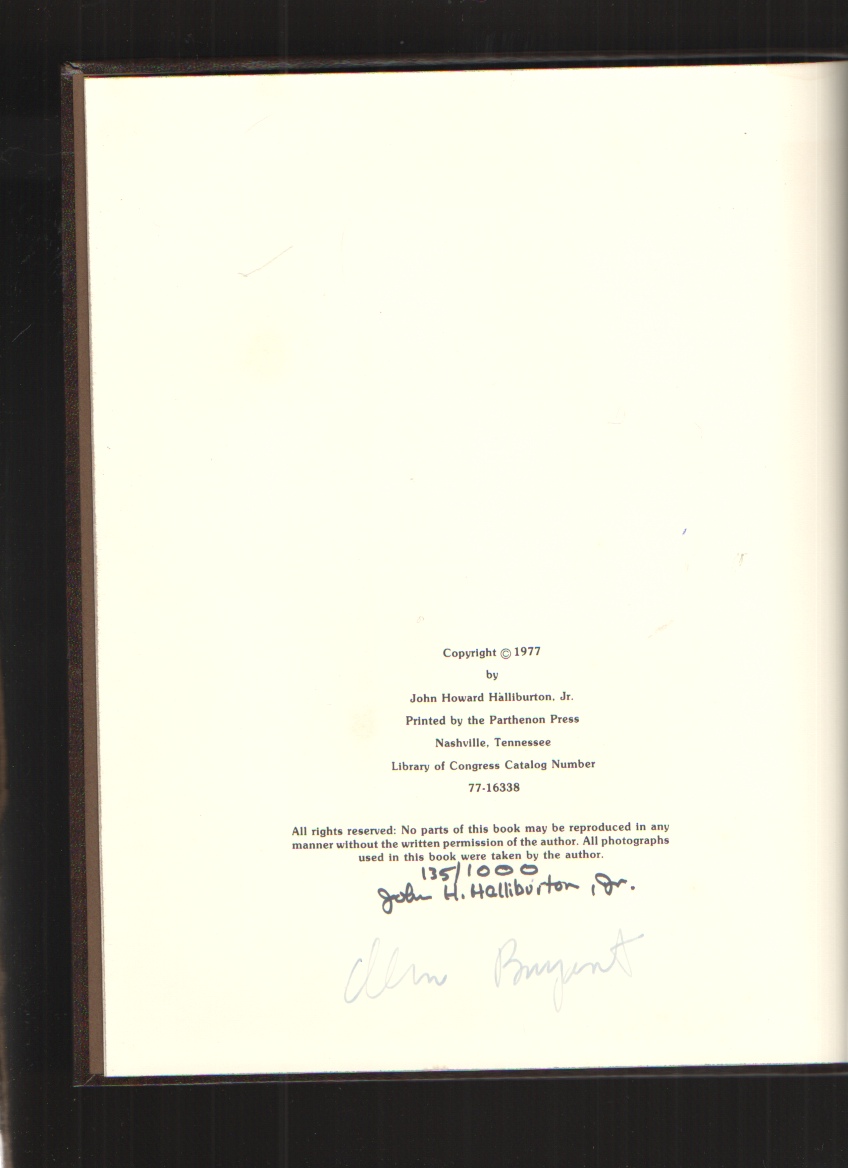 Copyright © 1977
by
John Howard Halliburton, Jr.
Printed by the Parthenon Press
Nashville, Tennessee
Library of Congress Catalog Number
77-16338
All rights reserved: No parts of this book may be reproduced in any
manner without the written permission of the author. All photographs
used in this book were taken by the author.
135/1000
John H. Halliburton, Jr.
Bryant